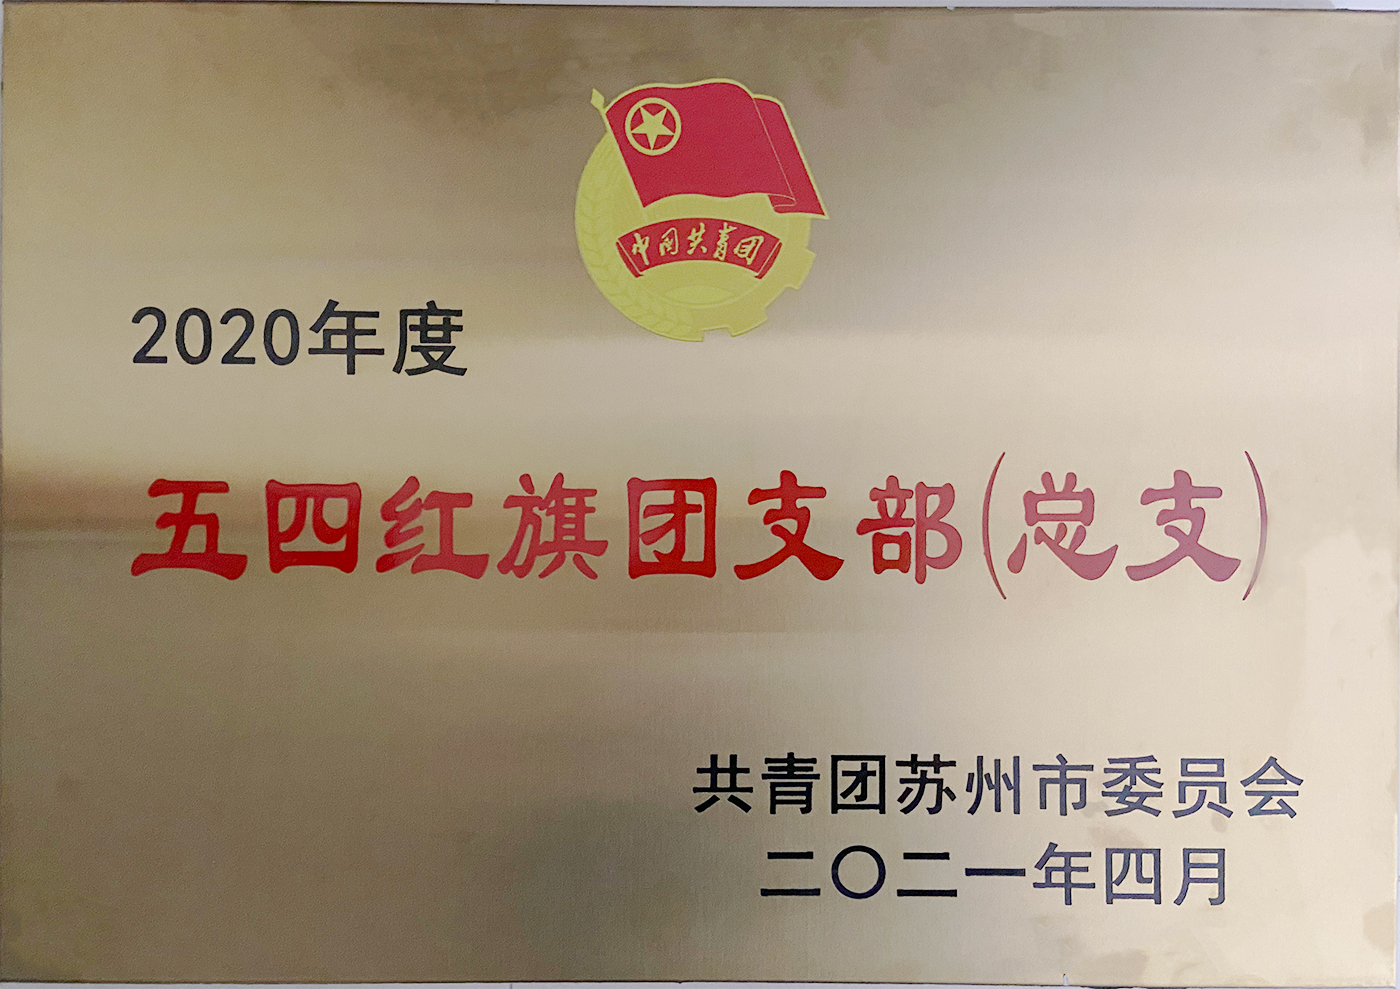 中国共青团
2020年度
五四红旗团支部(总支)
共青团苏州市委员会
二〇二一年四月